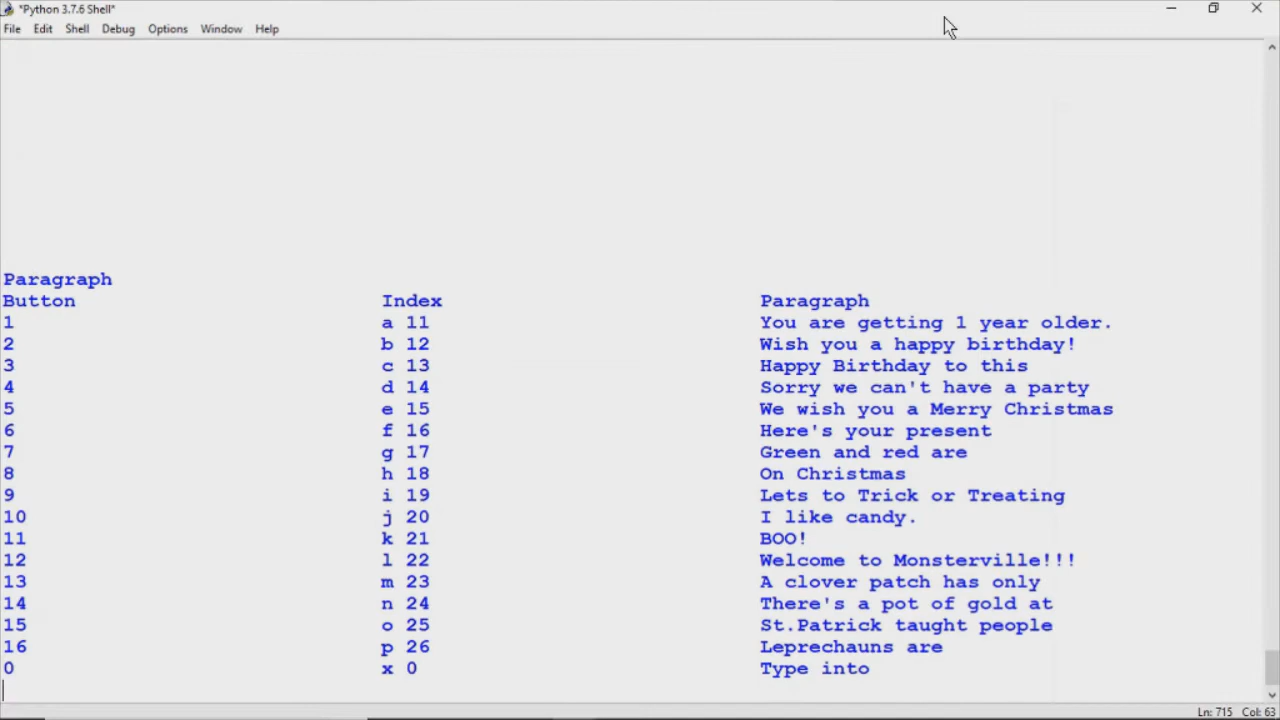 *Python 3.7.6 Shell*
File Edit Shell Debug Options Window Help
Paragraph
Button Index Paragraph
1 a 11 You are getting 1 year older.
2 b 12 Wish you a happy birthday!
3 c 13 Happy Birthday to this
4 d 14 Sorry we can't have a party
5 e 15 We wish you a Merry Christmas
6 f 16 Here's your present
7 g 17 Green and red are
8 h 18 On Christmas
9 i 19 Lets to Trick or Treating
10 j 20 I like candy.
11 k 21 BOO!
12 l 22 Welcome to Monsterville!!!
13 m 23 A clover patch has only
14 n 24 There's a pot of gold at
15 o 25 St.Patrick taught people
16 p 26 Leprechauns are
0 x 0 Type into
Ln: 715 Col: 63